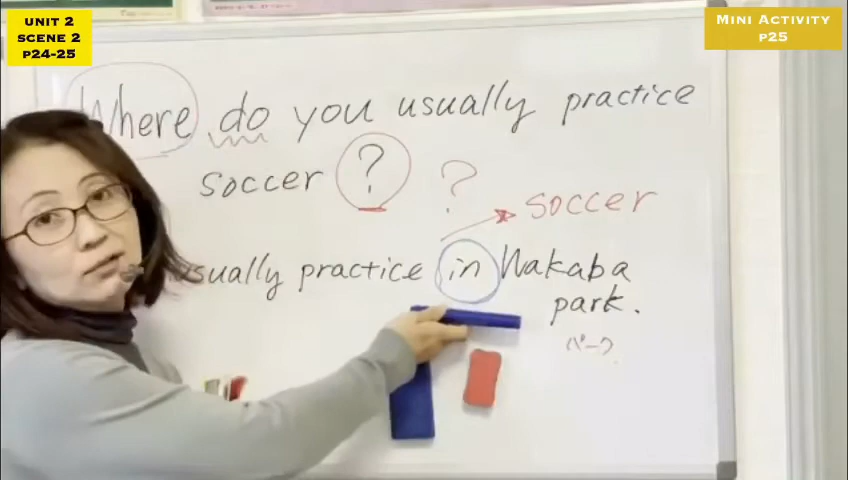 UNIT 2
SCENE 2
P24-25
MINI ACTIVITY
P25
Where do you usually practice
soccer ?
?
soccer
usually practice in Wakaba
park.
パーク